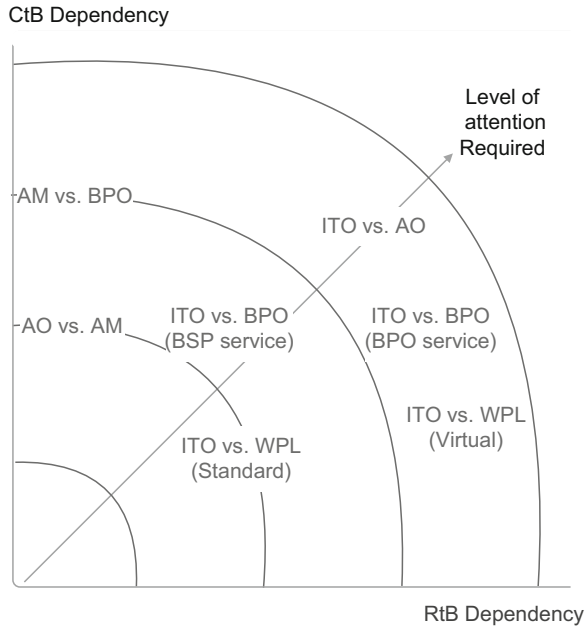 CtB Dependency
Level of
attention
Required
AM vs. BPO
ITO vs. AO
ITO vs. BPO
(BSP service)
ITO vs. BPO
(BPO service)
AO vs. AM
ITO vs. WPL
(Virtual)
ITO vs. WPL
(Standard)
RtB Dependency